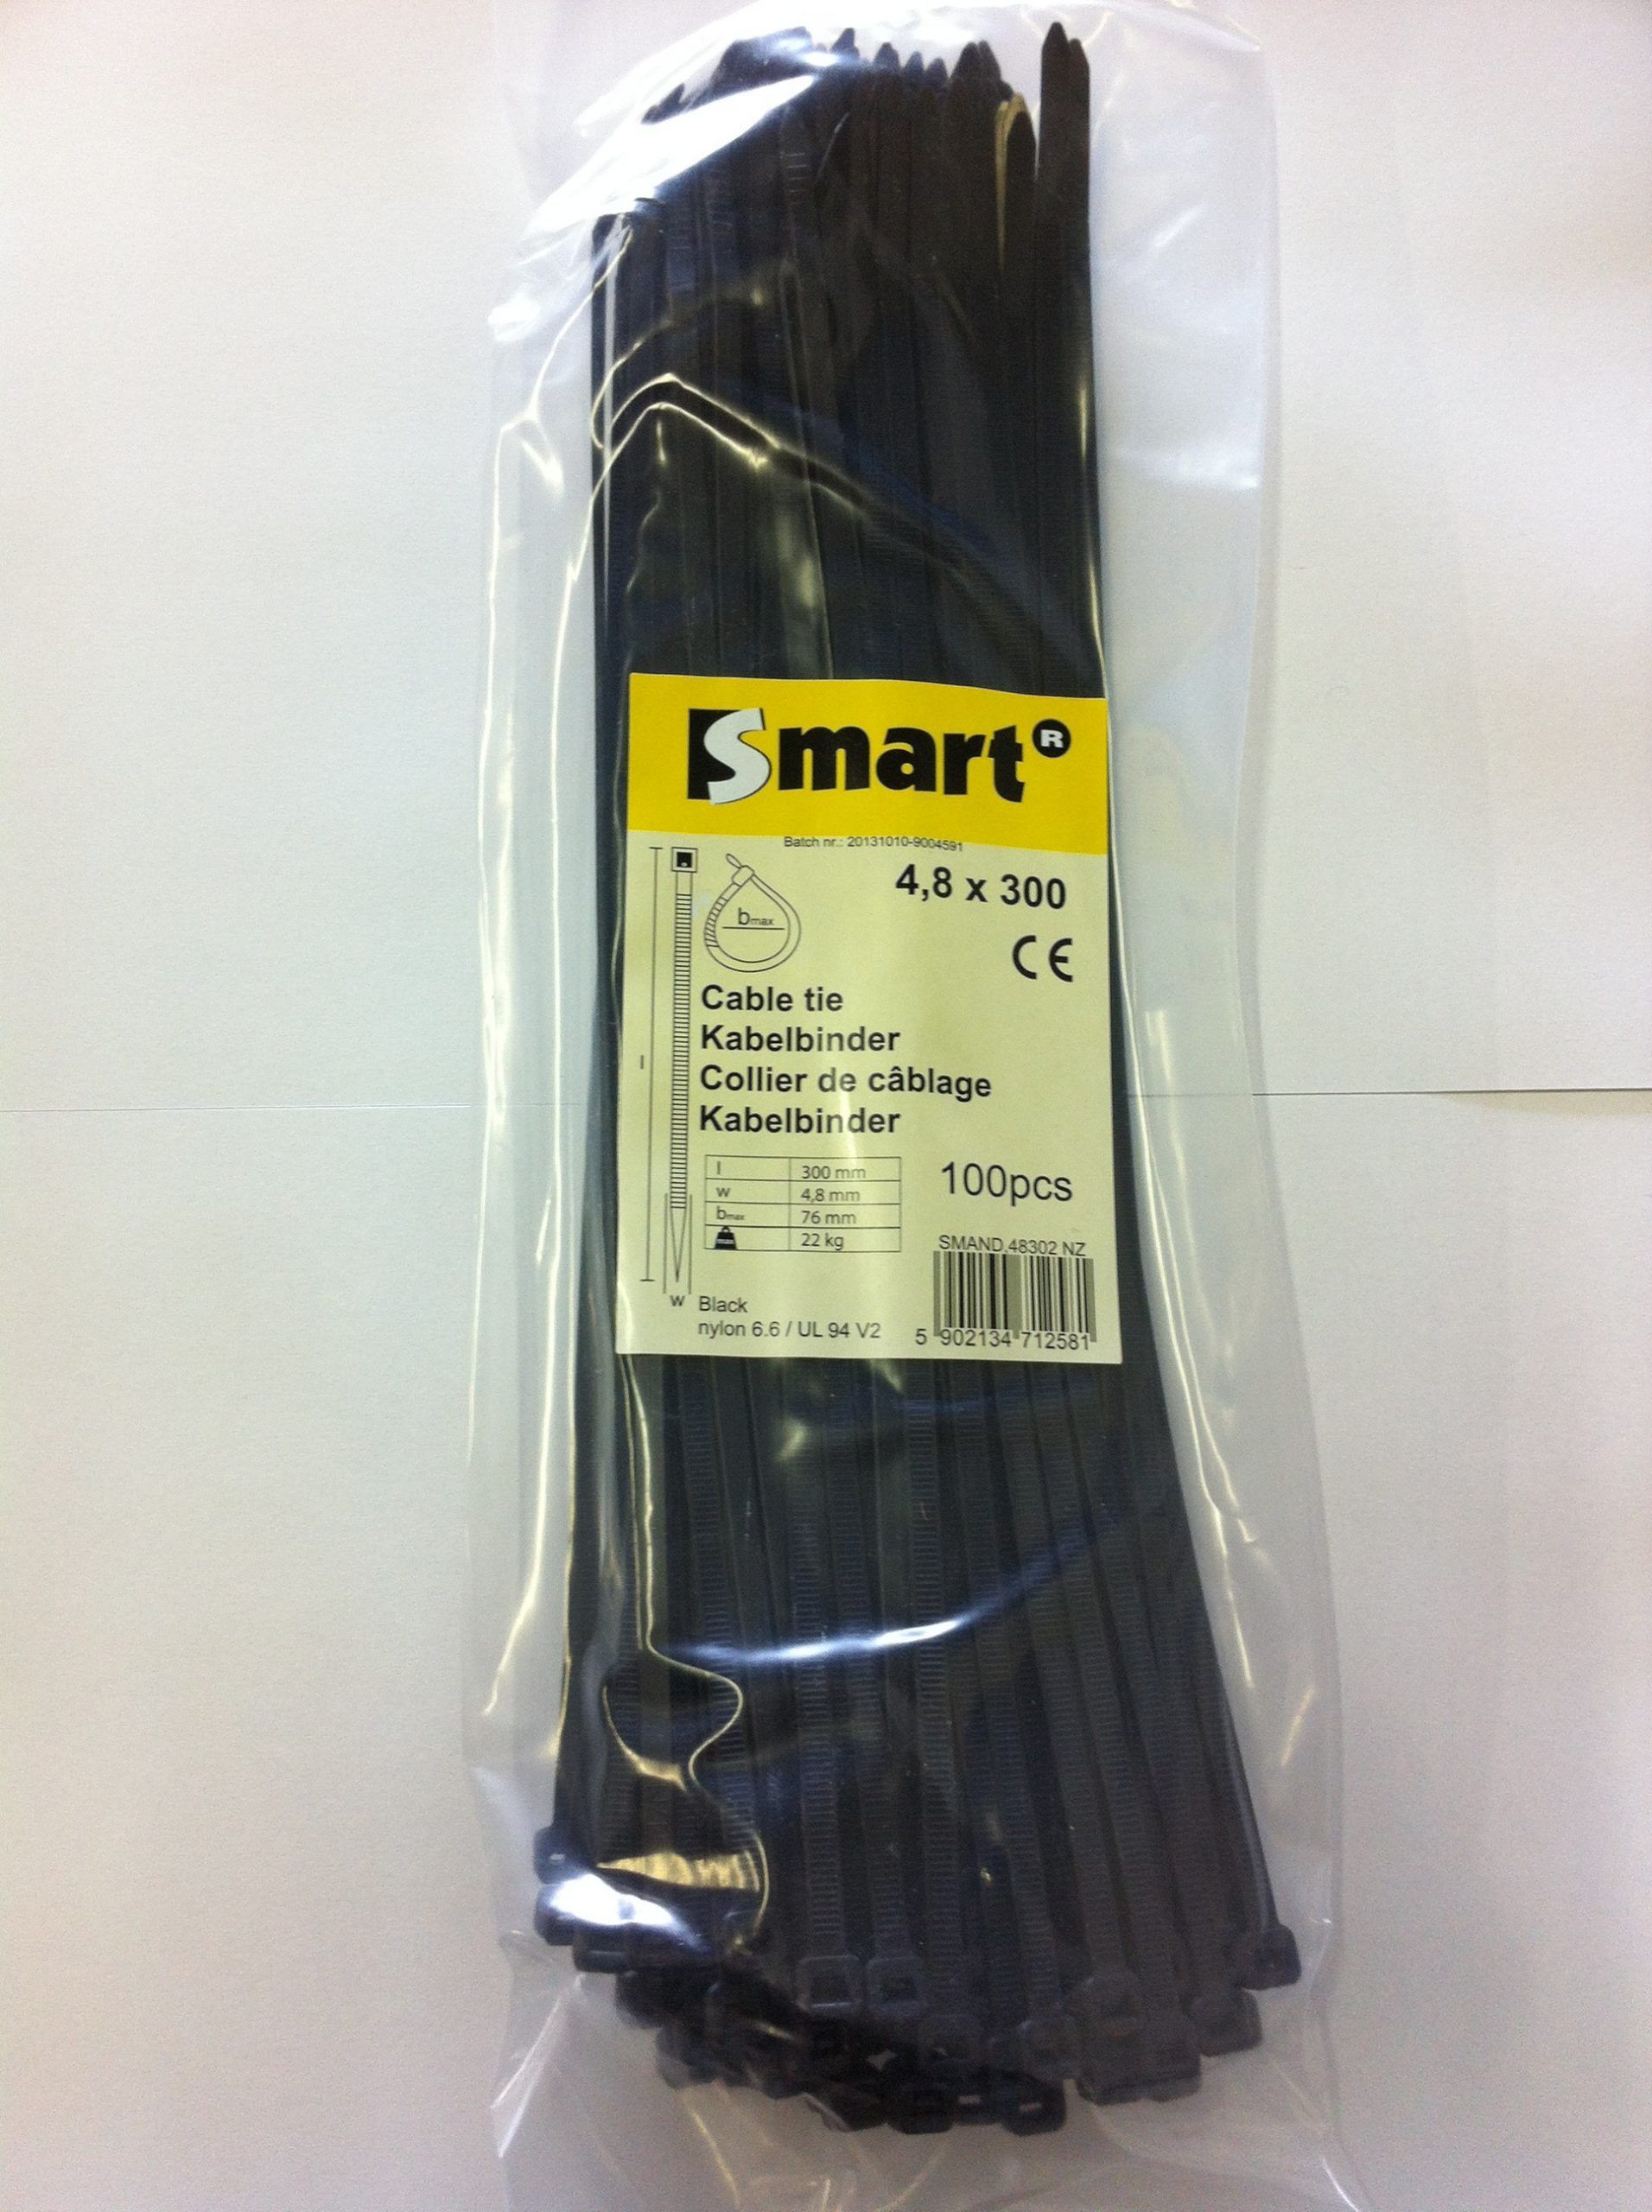 Smart®
Batch nr.: 20131010-9004591
4,8 x 300
bmax
CE
Cable tie
Kabelbinder
Collier de câblage
Kabelbinder
l
l 300 mm
w 4,8 mm
bmax 76 mm
max 22 kg
100pcs
SMAND.48302 NZ
w
Black
nylon 6.6 / UL 94 V2
5 902134 712581